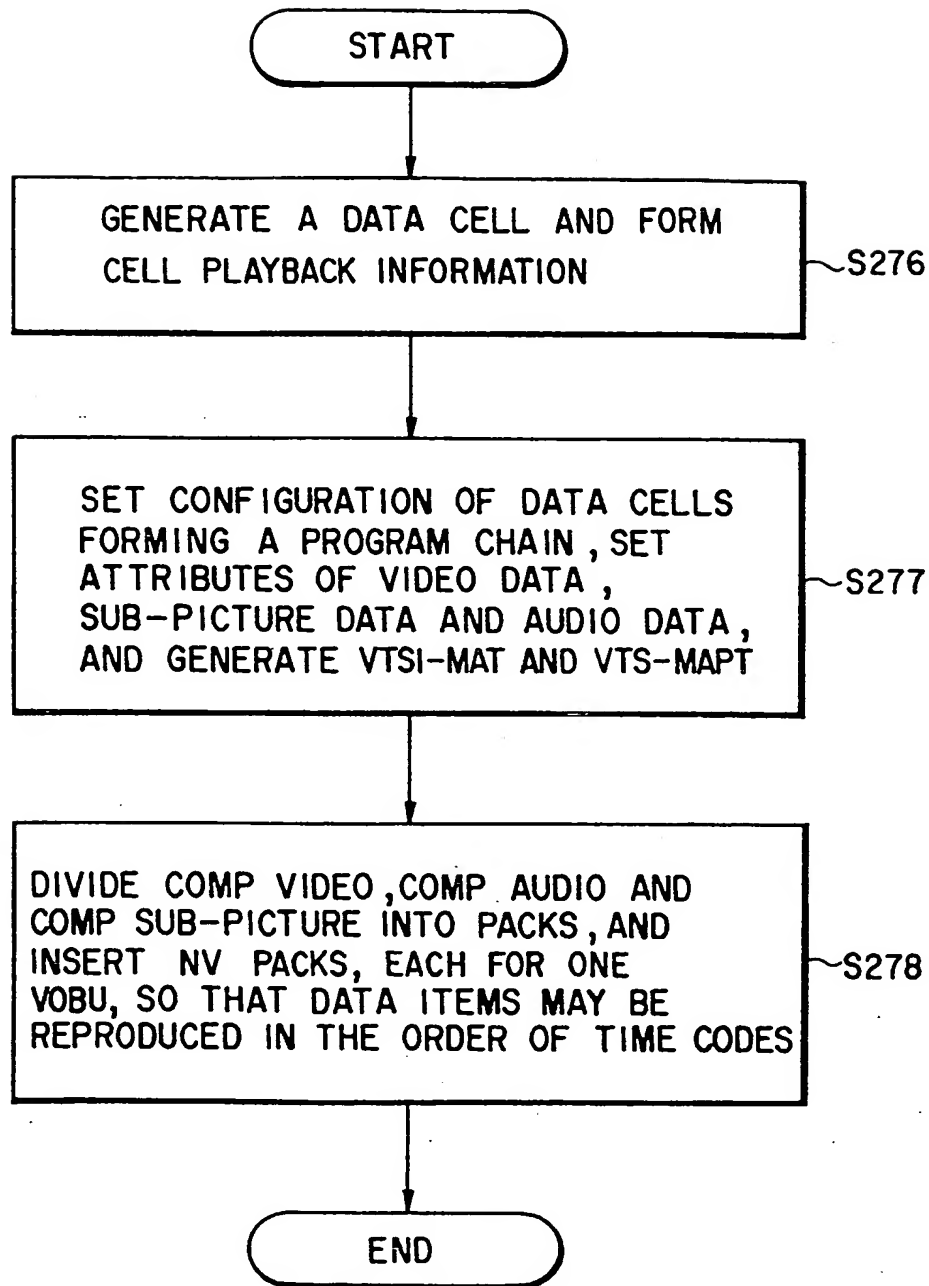 START
GENERATE A DATA CELL AND FORM
CELL PLAYBACK INFORMATION
S276
SET CONFIGURATION OF DATA CELLS
FORMING A PROGRAM CHAIN, SET
ATTRIBUTES OF VIDEO DATA,
SUB-PICTURE DATA AND AUDIO DATA,
AND GENERATE VTSI-MAT AND VTS-MAPT
S277
DIVIDE COMP VIDEO, COMP AUDIO AND
COMP SUB-PICTURE INTO PACKS, AND
INSERT NV PACKS, EACH FOR ONE
VOBU, SO THAT DATA ITEMS MAY BE
REPRODUCED IN THE ORDER OF TIME CODES
S278
END